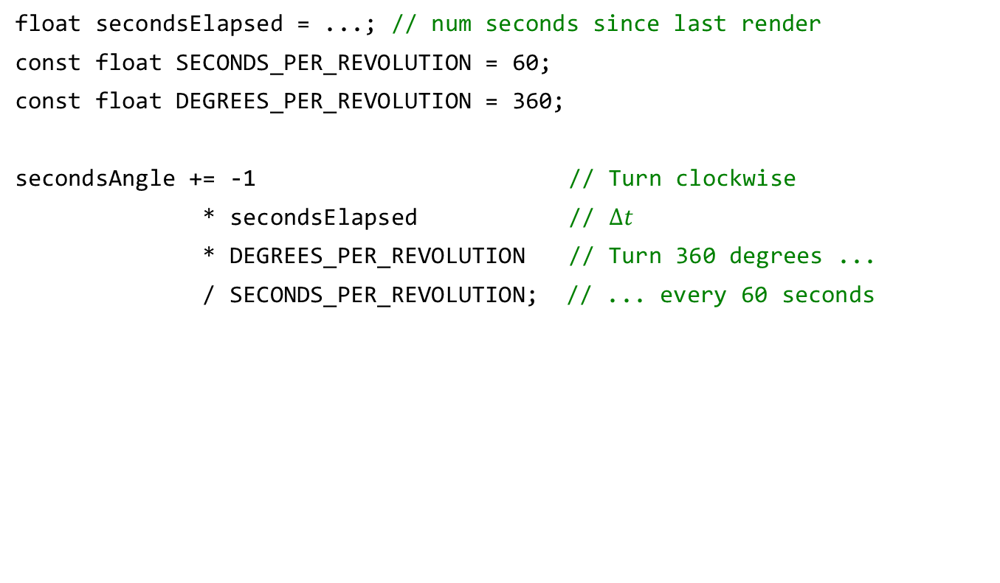 float secondsElapsed = ...; // num seconds since last render
const float SECONDS_PER_REVOLUTION = 60;
const float DEGREES_PER_REVOLUTION = 360;
secondsAngle += -1 // Turn clockwise
* secondsElapsed // Δt
* DEGREES_PER_REVOLUTION // Turn 360 degrees ...
/ SECONDS_PER_REVOLUTION; // ... every 60 seconds